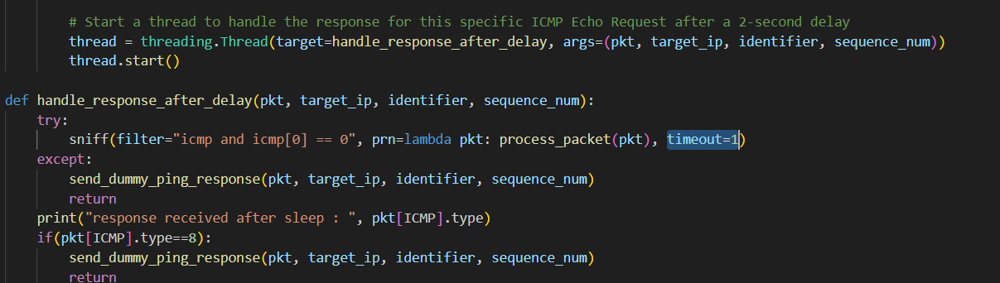 # Start a thread to handle the response for this specific ICMP Echo Request after a 2-second delay
thread = threading.Thread(target=handle_response_after_delay, args=(pkt, target_ip, identifier, sequence_num))
thread.start()
def handle_response_after_delay(pkt, target_ip, identifier, sequence_num):
try:
sniff(filter="icmp and icmp[0] == 0", prn=lambda pkt: process_packet(pkt), timeout=1)
except:
send_dummy_ping_response(pkt, target_ip, identifier, sequence_num)
return
print("response received after sleep : ", pkt[ICMP].type)
if(pkt[ICMP].type==8):
send_dummy_ping_response(pkt, target_ip, identifier, sequence_num)
return